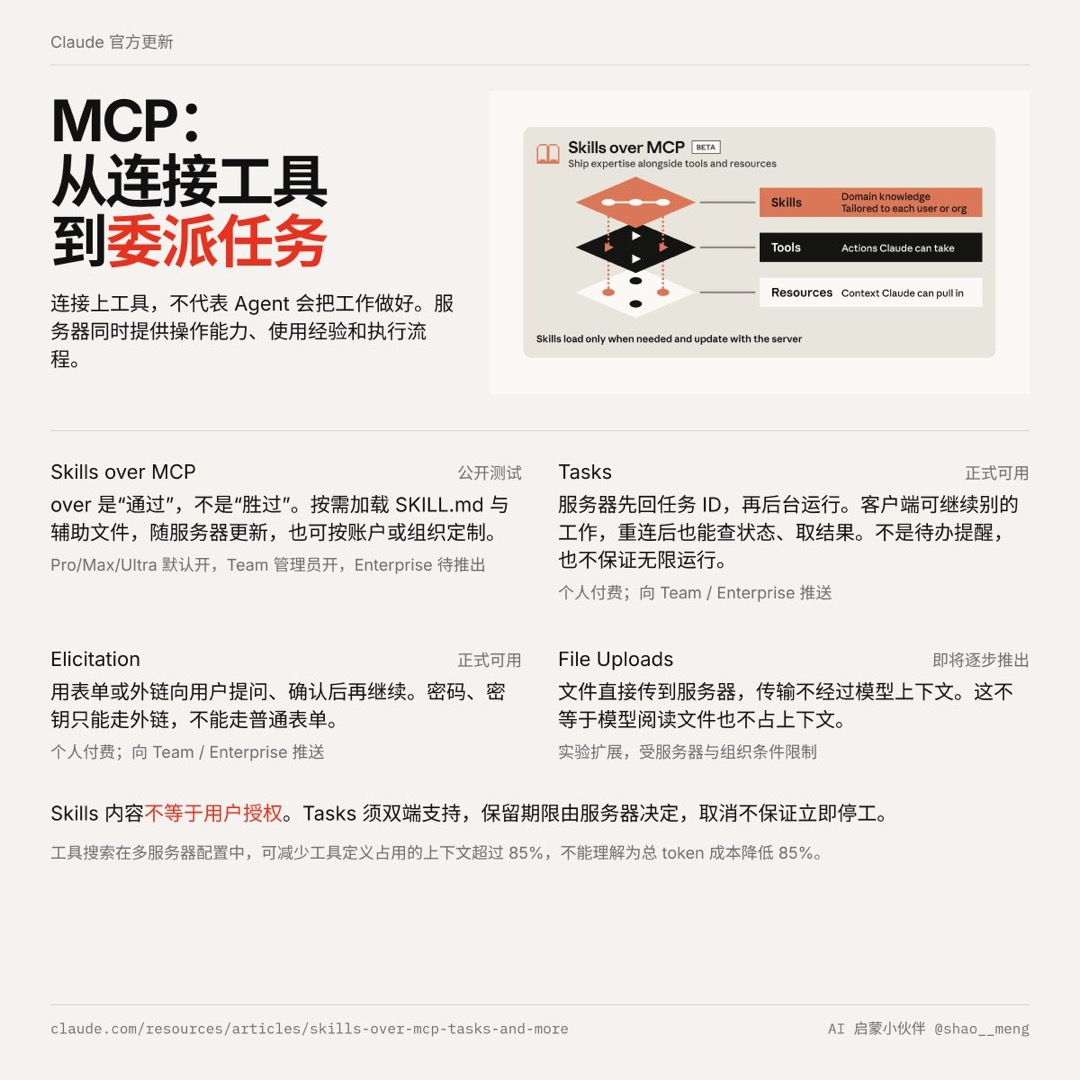 Claude 官方更新
MCP：
从连接工具
到委派任务
连接上工具，不代表 Agent 会把工作做好。服
务器同时提供操作能力、使用经验和执行流
程。
Skills over MCP BETA
Ship expertise alongside tools and resources
Skills Domain knowledge
Tailored to each user or org
Tools Actions Claude can take
Resources Context Claude can pull in
Skills load only when needed and update with the server
Skills over MCP 公开测试
over 是“通过”，不是“胜过”。按需加载 SKILL.md 与
辅助文件，随服务器更新，也可按账户或组织定制。
Pro/Max/Ultra 默认开，Team 管理员开，Enterprise 待推出
Tasks 正式可用
服务器先回任务 ID，再后台运行。客户端可继续别的
工作，重连后也能查状态、取结果。不是待办提醒，
也不保证无限运行。
个人付费；向 Team / Enterprise 推送
Elicitation 正式可用
用表单或外链向用户提问、确认后再继续。密码、密
钥只能走外链，不能走普通表单。
个人付费；向 Team / Enterprise 推送
File Uploads 即将逐步推出
文件直接传到服务器，传输不经过模型上下文。这不
等于模型阅读文件也不占上下文。
实验扩展，受服务器与组织条件限制
Skills 内容不等于用户授权。Tasks 须双端支持，保留期限由服务器决定，取消不保证立即停工。
工具搜索在多服务器配置中，可减少工具定义占用的上下文超过 85%，不能理解为总 token 成本降低 85%。
claude.com/resources/articles/skills-over-mcp-tasks-and-more
AI 启蒙小伙伴 @shao__meng